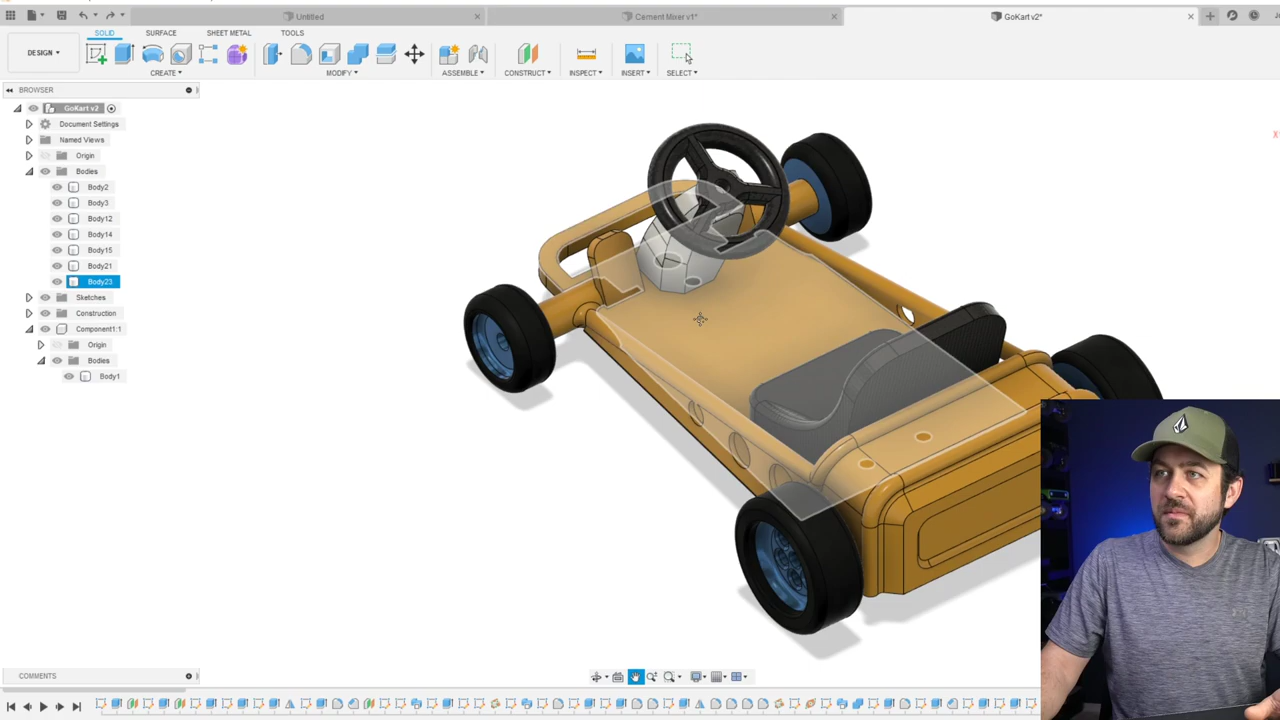 Untitled
Cement Mixer v1*
GoKart v2*
SOLID
SURFACE
SHEET METAL
TOOLS
DESIGN
CREATE
MODIFY
ASSEMBLE
CONSTRUCT
INSPECT
INSERT
SELECT
BROWSER
GoKart v2
Document Settings
Named Views
Origin
Bodies
Body2
Body3
Body12
Body14
Body15
Body21
Body23
Sketches
Construction
Component1:1
Origin
Bodies
Body1
COMMENTS